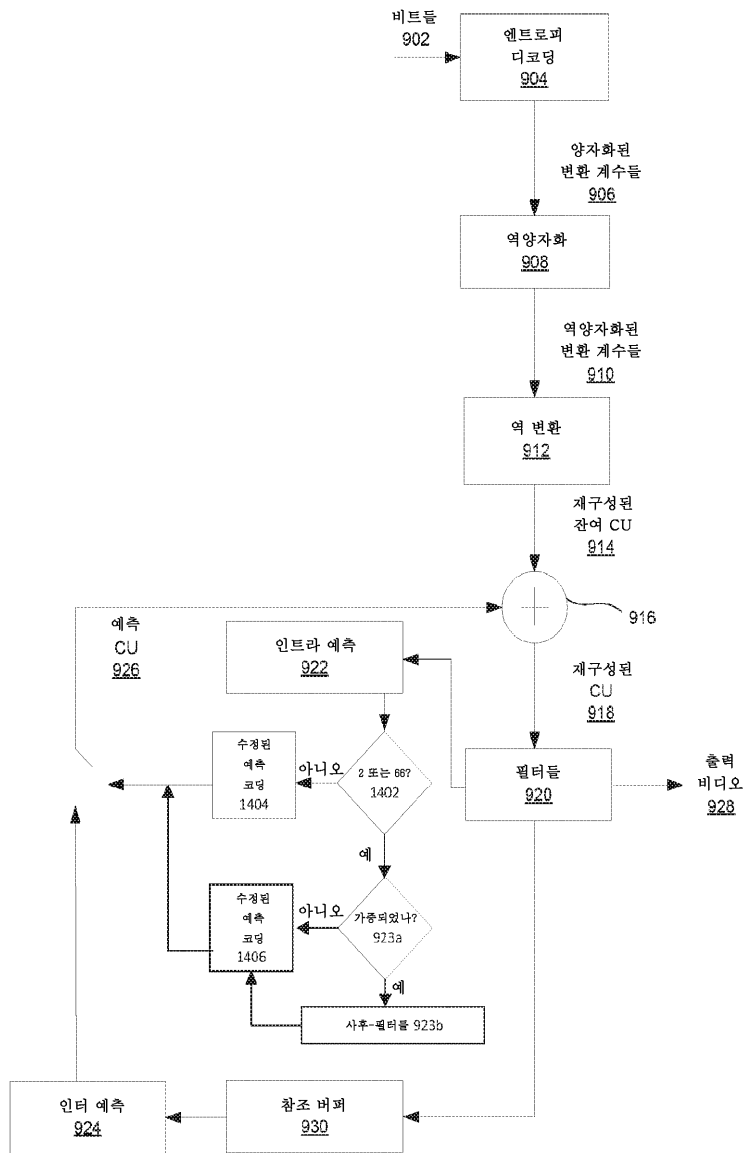 비트들
902
엔트로피
디코딩
904
양자화된
변환 계수들
906
역양자화
908
역양자화된
변환 계수들
910
역 변환
912
재구성된
잔여 CU
914
916
예측
CU
926
인트라 예측
922
재구성된
CU
918
수정된
예측
코딩
1404
아니오
2 또는 66?
1402
필터들
920
출력
비디오
928
예
수정된
예측
코딩
1406
아니오
가중되었나?
923a
예
사후-필터들 923b
인터 예측
924
참조 버퍼
930